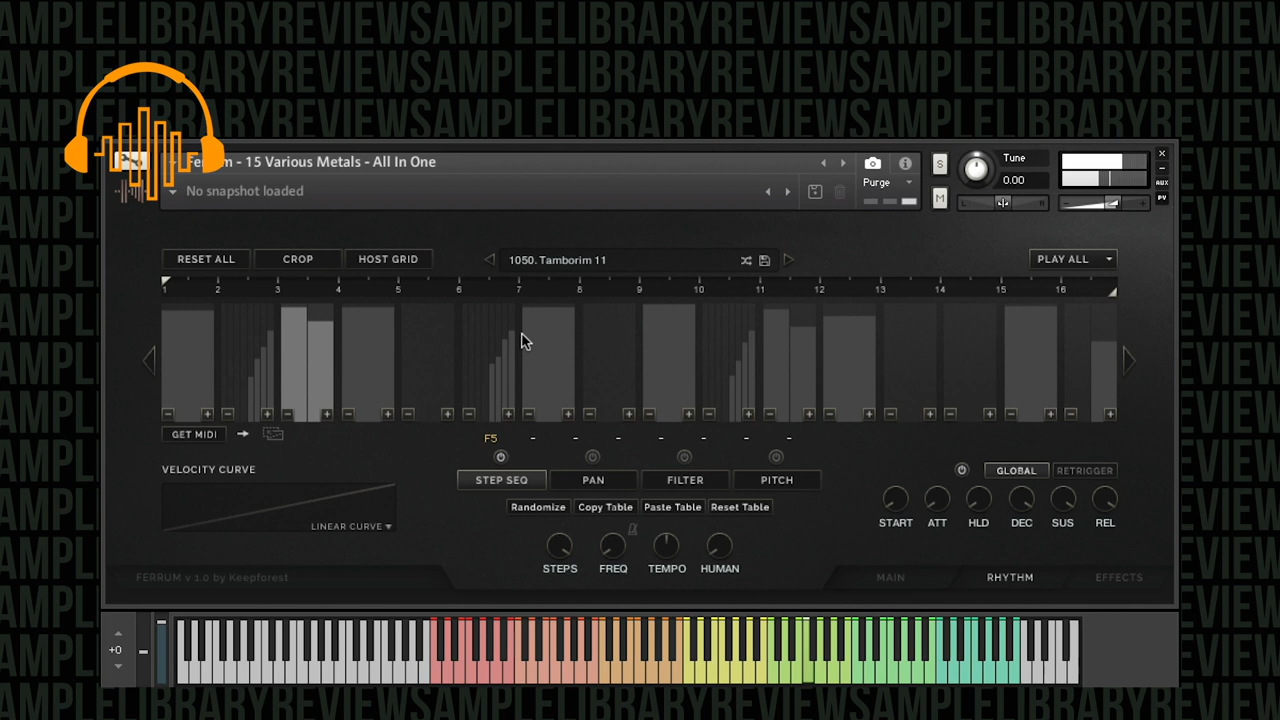 SAMPLELIBRARYREVIEWSAMPLELIBRARYREVIEWSAMPLELIBRARYREVIEWS
Ferrum - 15 Various Metals - All In One
No snapshot loaded
Purge
S
M
Tune
0.00
L R
AUX
PV
RESET ALL CROP HOST GRID
1050. Tamborim 11
PLAY ALL
1 2 3 4 5 6 7 8 9 10 11 12 13 14 15 16
GET MIDI
F5 - - - - - - -
VELOCITY CURVE
LINEAR CURVE
STEP SEQ PAN FILTER PITCH
Randomize Copy Table Paste Table Reset Table
STEPS FREQ TEMPO HUMAN
GLOBAL RETRIGGER
START ATT HLD DEC SUS REL
FERRUM v 1.0 by Keepforest
MAIN RHYTHM EFFECTS
+0